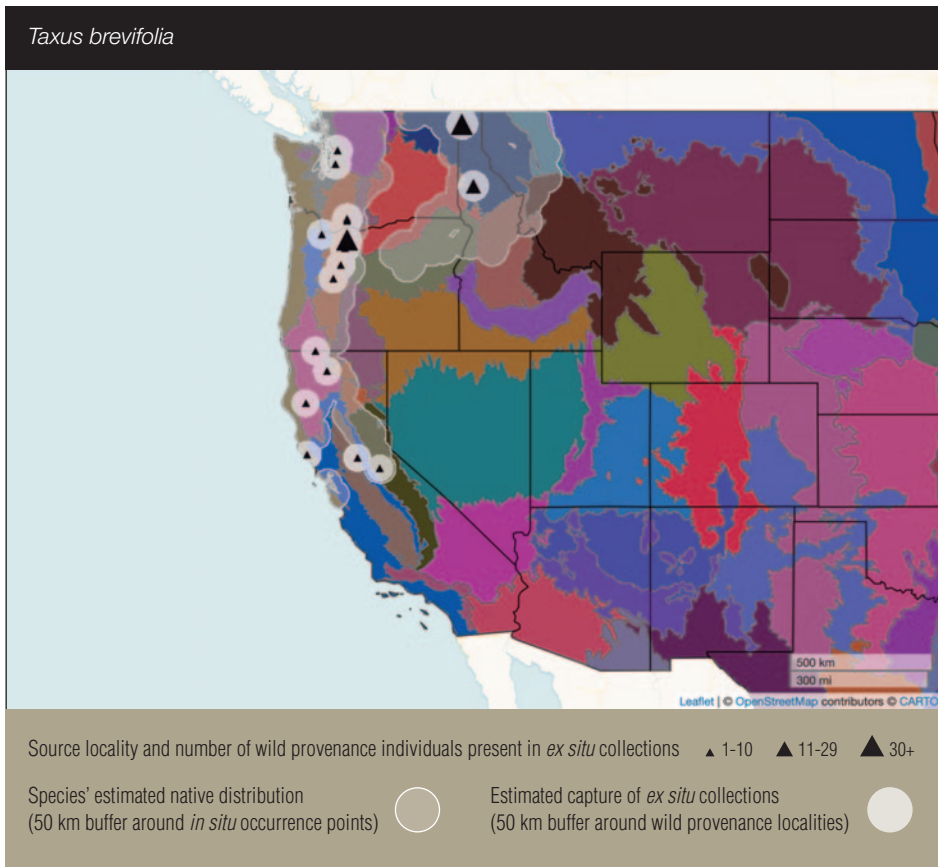 Taxus brevifolia
500 km
300 mi
Leaflet | © OpenStreetMap contributors © CARTO
Source locality and number of wild provenance individuals present in ex situ collections ▲ 1-10 ▲ 11-29 ▲ 30+
Species’ estimated native distribution
(50 km buffer around in situ occurrence points)
Estimated capture of ex situ collections
(50 km buffer around wild provenance localities)